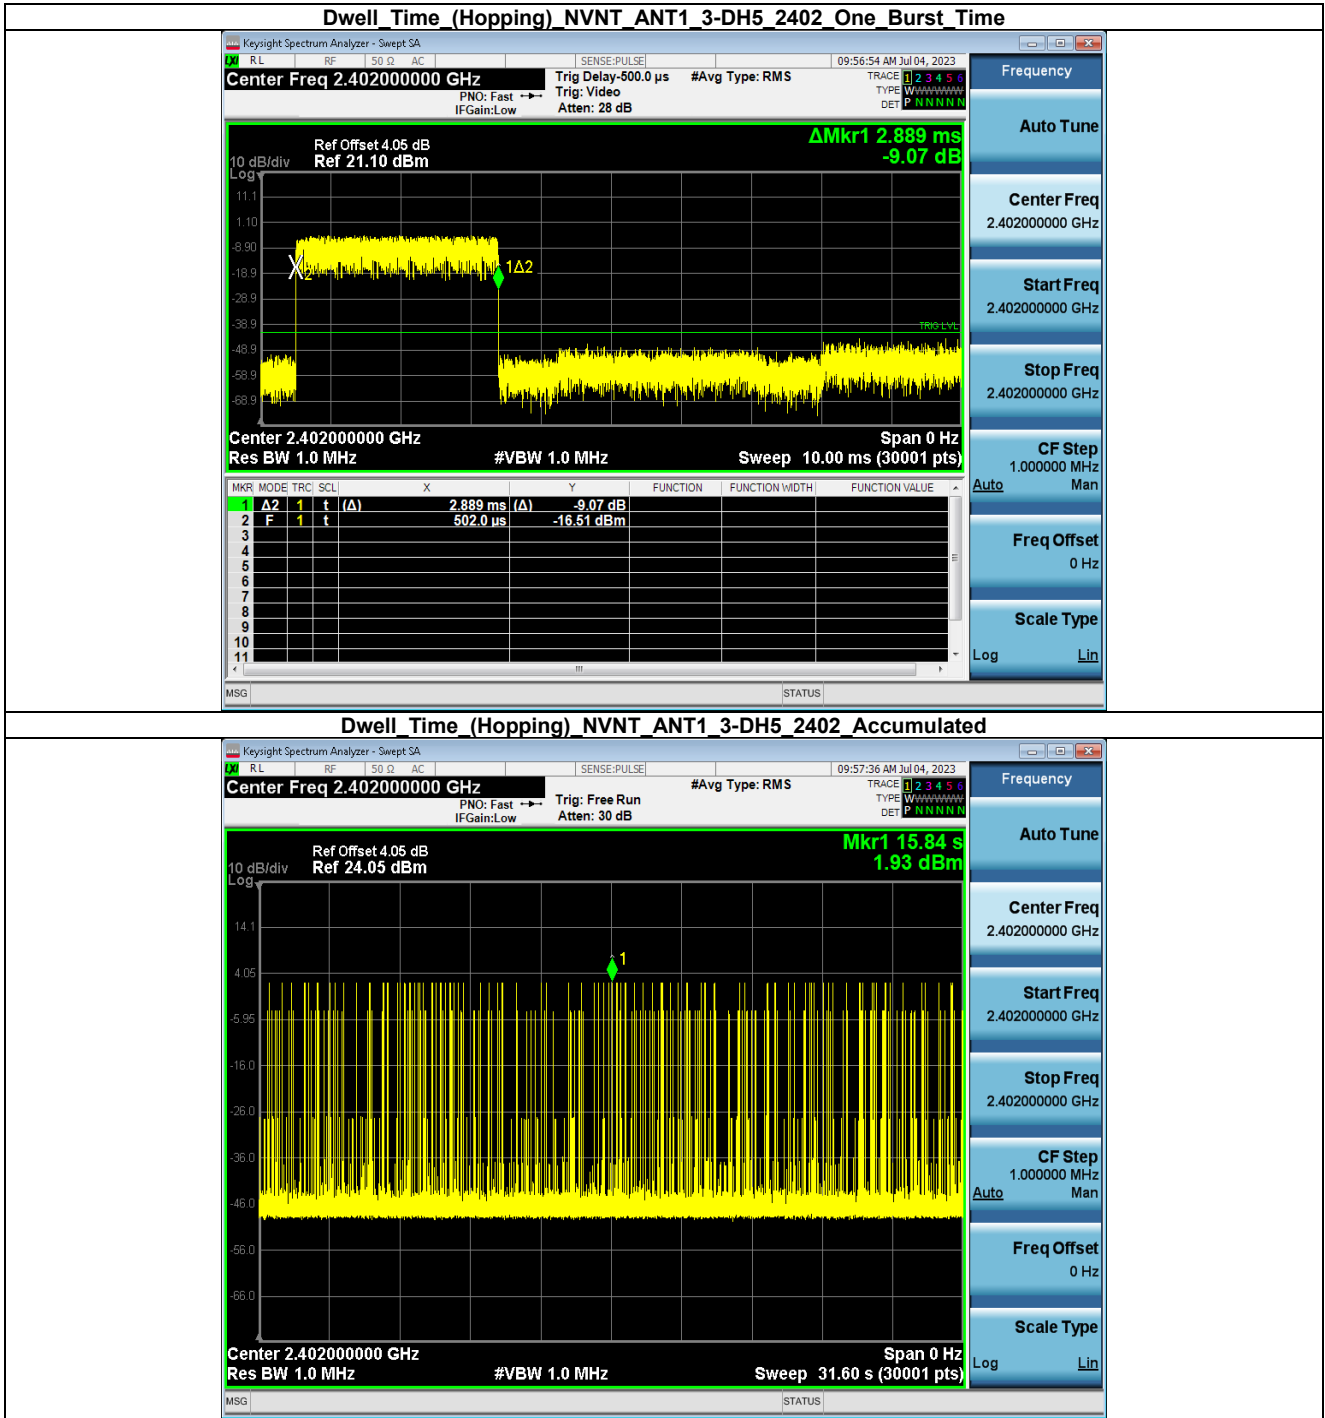 Dwell_Time_(Hopping)_NVNT_ANT1_3-DH5_2402_One_Burst_Time
Keysight Spectrum Analyzer - Swept SA
LXI RL RF 50 Ω AC SENSE:PULSE 09:56:54 AM Jul 04, 2023
Center Freq 2.402000000 GHz
PNO: Fast
IFGain:Low
Trig Delay-500.0 µs
Trig: Video
Atten: 28 dB
#Avg Type: RMS
TRACE 1 2 3 4 5 6
TYPE W
DET P N N N N N
Frequency
Auto Tune
Center Freq
2.402000000 GHz
Start Freq
2.402000000 GHz
Stop Freq
2.402000000 GHz
CF Step
1.000000 MHz
Auto Man
Freq Offset
0 Hz
Scale Type
Log Lin
ΔMkr1 2.889 ms
-9.07 dB
Ref Offset 4.05 dB
10 dB/div Ref 21.10 dBm
Log
11.1
1.10
-8.90
-18.9
-28.9
-38.9
-48.9
-58.9
-68.9
2
1Δ2
TRIG LVL
Center 2.402000000 GHz Span 0 Hz
Res BW 1.0 MHz #VBW 1.0 MHz Sweep 10.00 ms (30001 pts)
MKR MODE TRC SCL X Y FUNCTION FUNCTION WIDTH FUNCTION VALUE
1 Δ2 1 t (Δ) 2.889 ms (Δ) -9.07 dB
2 F 1 t 502.0 µs -16.51 dBm
3
4
5
6
7
8
9
10
11
MSG STATUS
Dwell_Time_(Hopping)_NVNT_ANT1_3-DH5_2402_Accumulated
Keysight Spectrum Analyzer - Swept SA
LXI RL RF 50 Ω AC SENSE:PULSE 09:57:36 AM Jul 04, 2023
Center Freq 2.402000000 GHz
PNO: Fast
IFGain:Low
Trig: Free Run
Atten: 30 dB
#Avg Type: RMS
TRACE 1 2 3 4 5 6
TYPE W
DET P N N N N N
Frequency
Auto Tune
Center Freq
2.402000000 GHz
Start Freq
2.402000000 GHz
Stop Freq
2.402000000 GHz
CF Step
1.000000 MHz
Auto Man
Freq Offset
0 Hz
Scale Type
Log Lin
Mkr1 15.84 s
1.93 dBm
Ref Offset 4.05 dB
10 dB/div Ref 24.05 dBm
Log
14.1
4.05
-5.95
-16.0
-26.0
-36.0
-46.0
-56.0
-66.0
1
Center 2.402000000 GHz Span 0 Hz
Res BW 1.0 MHz #VBW 1.0 MHz Sweep 31.60 s (30001 pts)
MSG STATUS